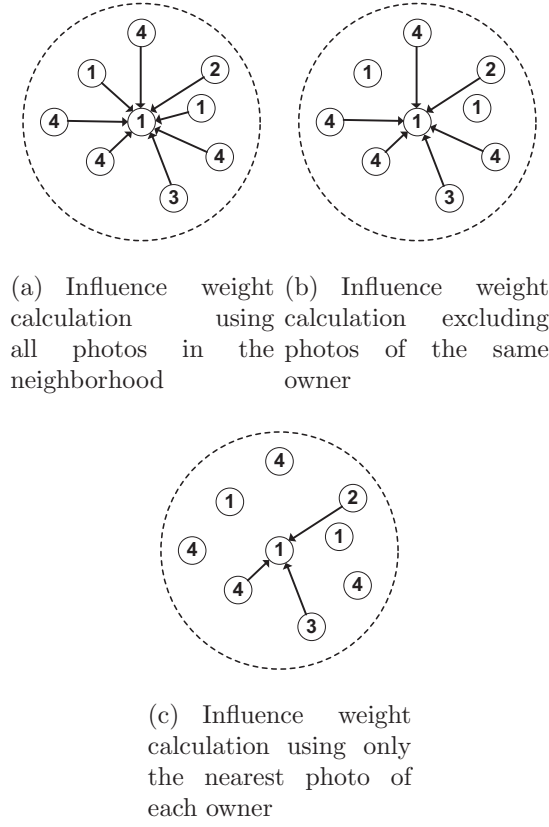 4
1
2
1
4
1
4
4
3
4
1
2
1
4
1
4
4
3
(a) Influence weight
calculation using
all photos in the
neighborhood
(b) Influence weight
calculation excluding
photos of the same
owner
4
1
2
1
4
1
4
4
3
(c) Influence weight
calculation using only
the nearest photo of
each owner